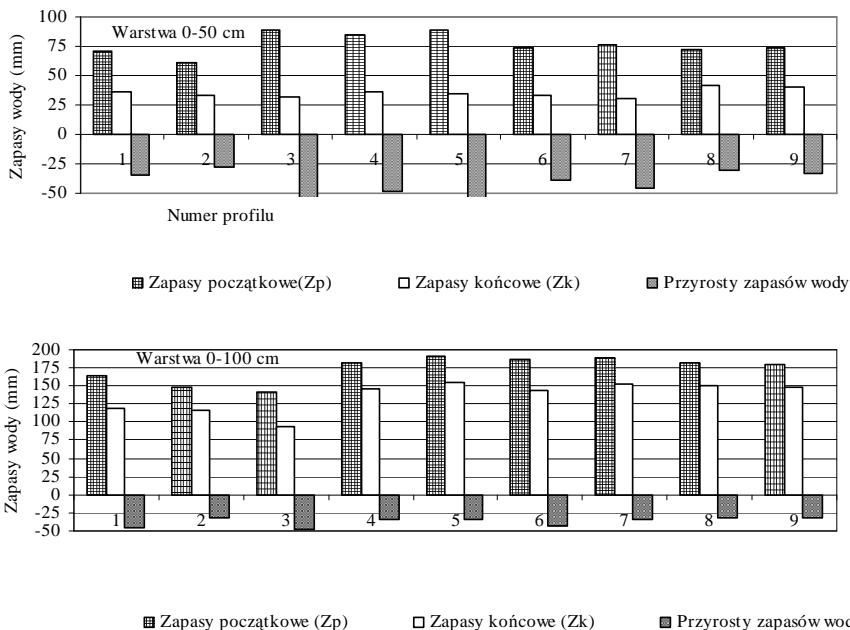 Warstwa 0-50 cm
Zapasy wody (mm)
100
75
50
25
0
-25
-50
1 2 3 4 5 6 7 8 9
Numer profilu
Zapasy początkowe(Zp) Zapasy końcowe (Zk) Przyrosty zapasów wody
Warstwa 0-100 cm
Zapasy wody (mm)
200
175
150
125
100
75
50
25
0
-25
-50
1 2 3 4 5 6 7 8 9
Zapasy początkowe (Zp) Zapasy końcowe (Zk) Przyrosty zapasów